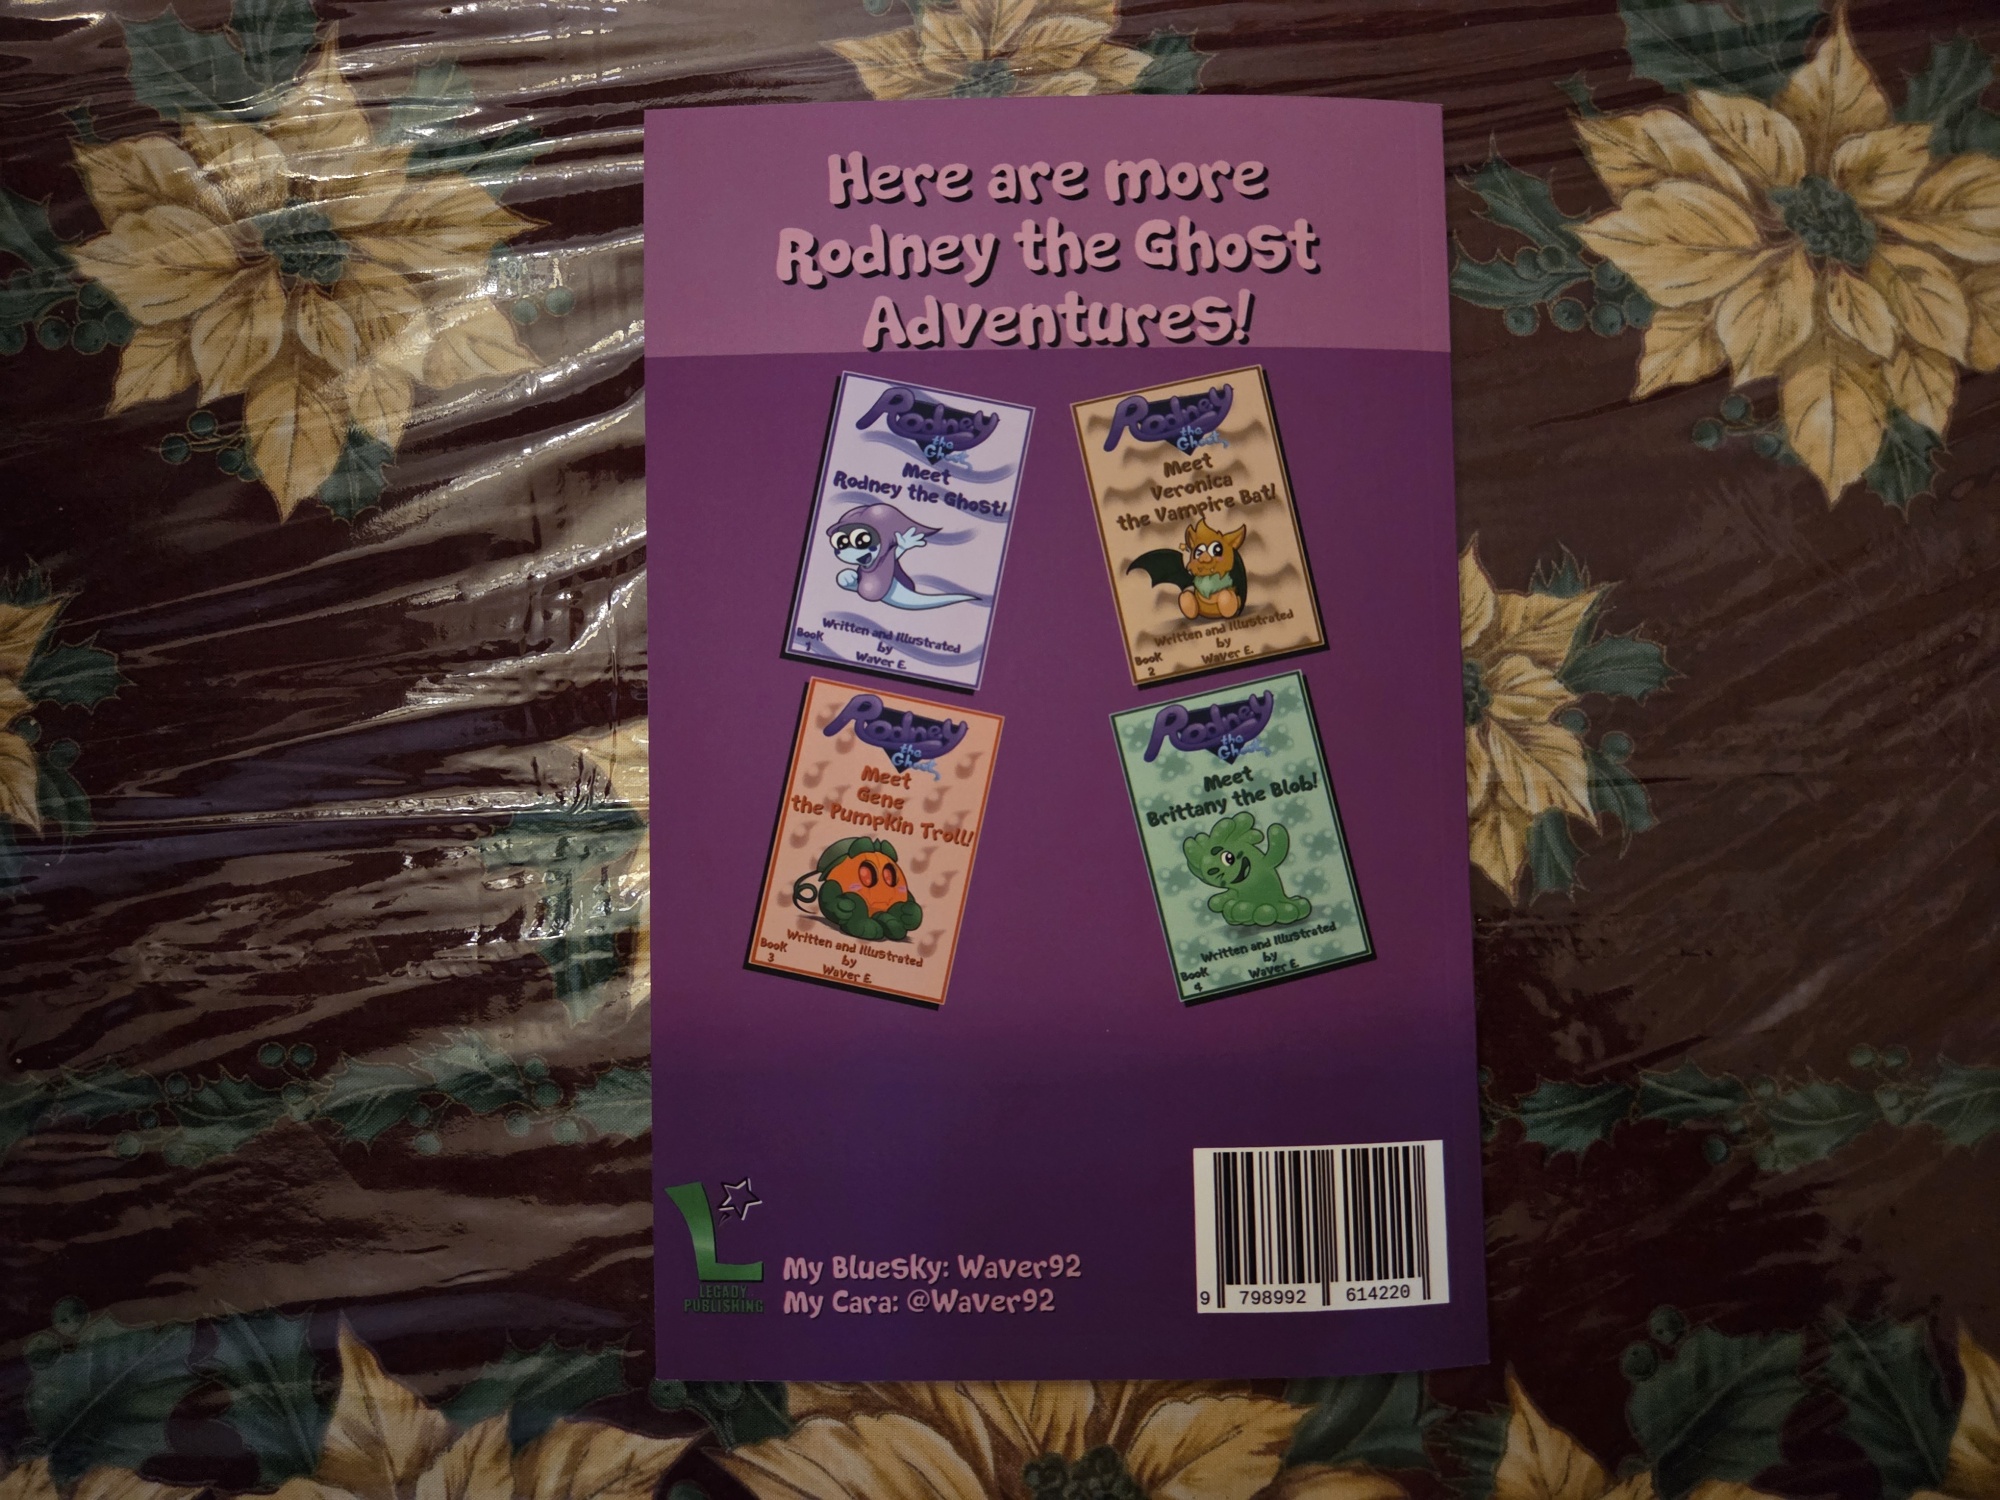 Here are more
Rodney the Ghost
Adventures!
Rodney
the
Ghost
Meet
Rodney the Ghost!
Written and Illustrated
by
Waver E.
Book
1
Rodney
the
Ghost
Meet
Veronica
the Vampire Bat!
Written and Illustrated
by
Waver E.
Book
2
Rodney
the
Ghost
Meet
Gene
the Pumpkin Troll!
Written and Illustrated
by
Waver E.
Book
3
Rodney
the
Ghost
Meet
Brittany the Blob!
Written and Illustrated
by
Waver E.
Book
4
L
LEGADY
PUBLISHING
My BlueSky: Waver92
My Cara: @Waver92
9 798992 614220